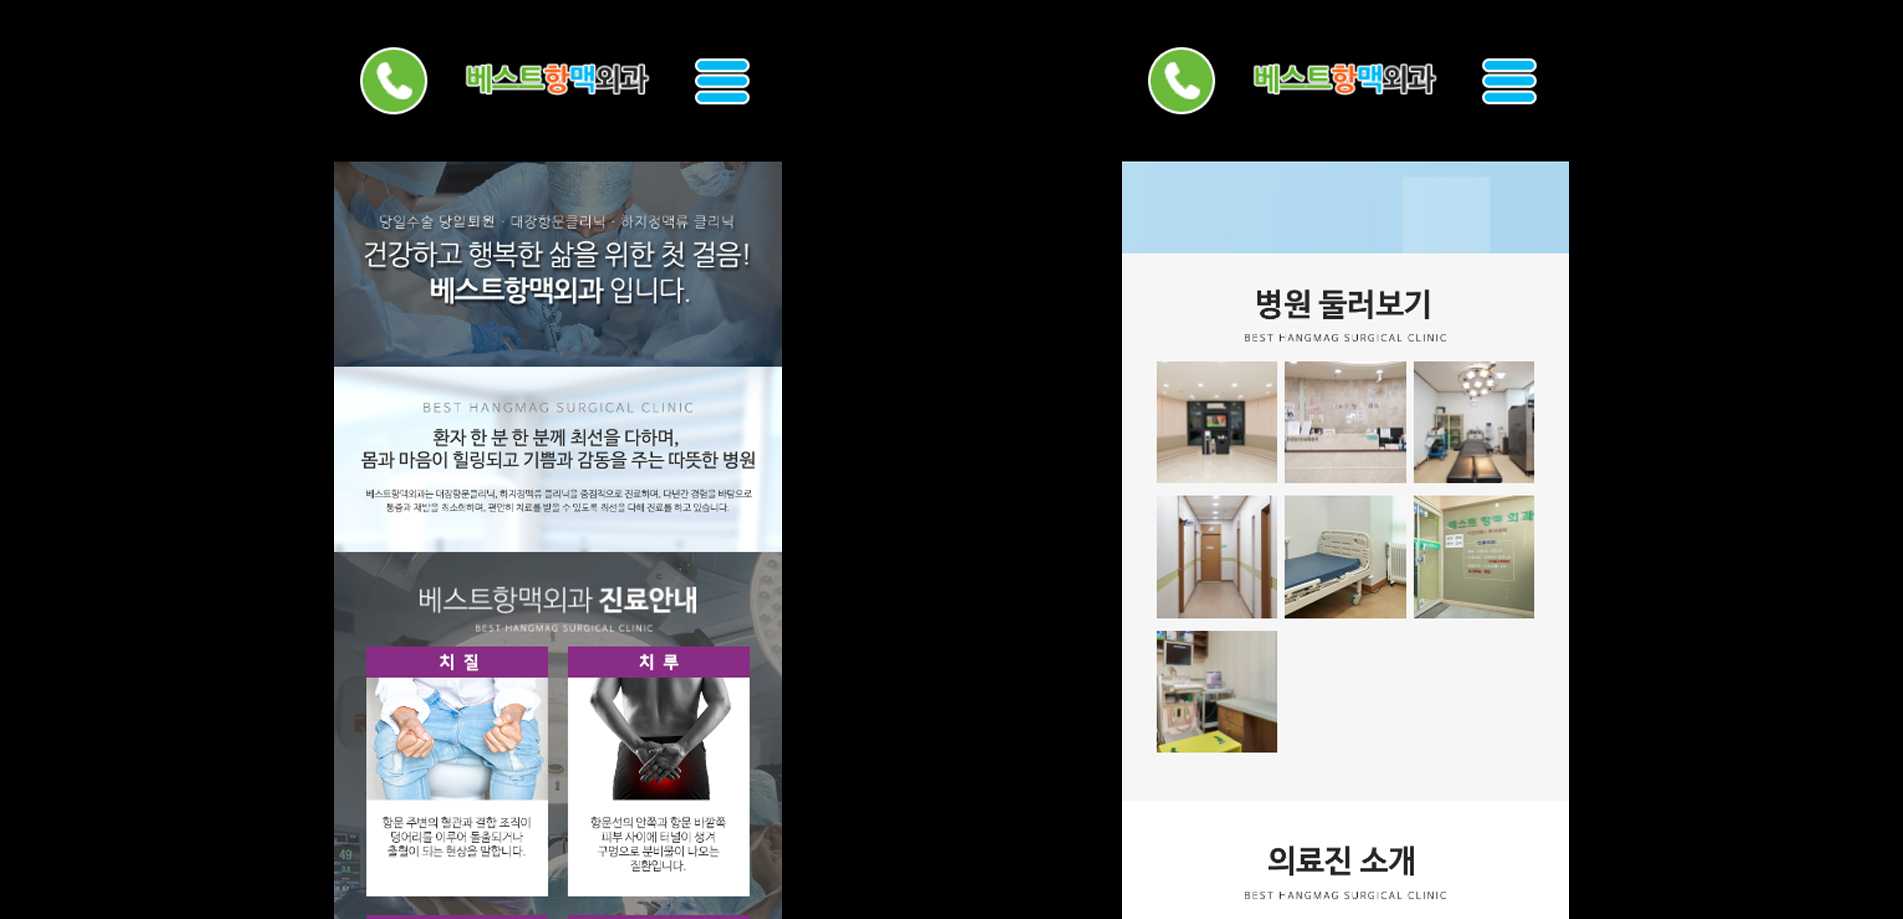 베스트항맥외과
당일수술 당일퇴원 · 대장항문클리닉 · 하지정맥류 클리닉
건강하고 행복한 삶을 위한 첫 걸음!
베스트항맥외과 입니다.
BEST HANGMAG SURGICAL CLINIC
환자 한 분 한 분께 최선을 다하며,
몸과 마음이 힐링되고 기쁨과 감동을 주는 따뜻한 병원
베스트항맥외과는 대장항문클리닉, 하지정맥류 클리닉을 중점적으로 진료하며, 다년간 경험을 바탕으로
통증과 재발을 최소화하며, 편안히 치료를 받을 수 있도록 최선을 다해 진료를 하고 있습니다.
베스트항맥외과 진료안내
BEST HANGMAG SURGICAL CLINIC
치 질
치 루
항문 주변의 혈관과 결합 조직이
덩어리를 이루어 돌출되거나
출혈이 되는 현상을 말합니다.
항문선의 안쪽과 항문 바깥쪽
피부 사이에 터널이 생겨
구멍으로 분비물이 나오는
질환입니다.
49
베스트항맥외과
병원 둘러보기
BEST HANGMAG SURGICAL CLINIC
Information
베스트 항맥 외과
의료진 소개
BEST HANGMAG SURGICAL CLINIC